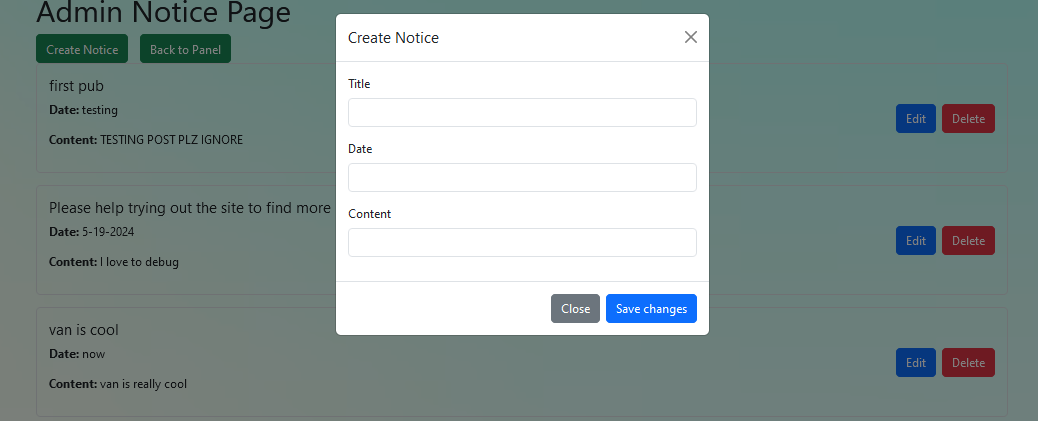 Admin Notice Page
Create Notice Back to Panel
first pub
Date: testing
Content: TESTING POST PLZ IGNORE
Edit Delete
Please help trying out the site to find more
Date: 5-19-2024
Content: I love to debug
Edit Delete
van is cool
Date: now
Content: van is really cool
Edit Delete
Create Notice
Title
Date
Content
Close Save changes